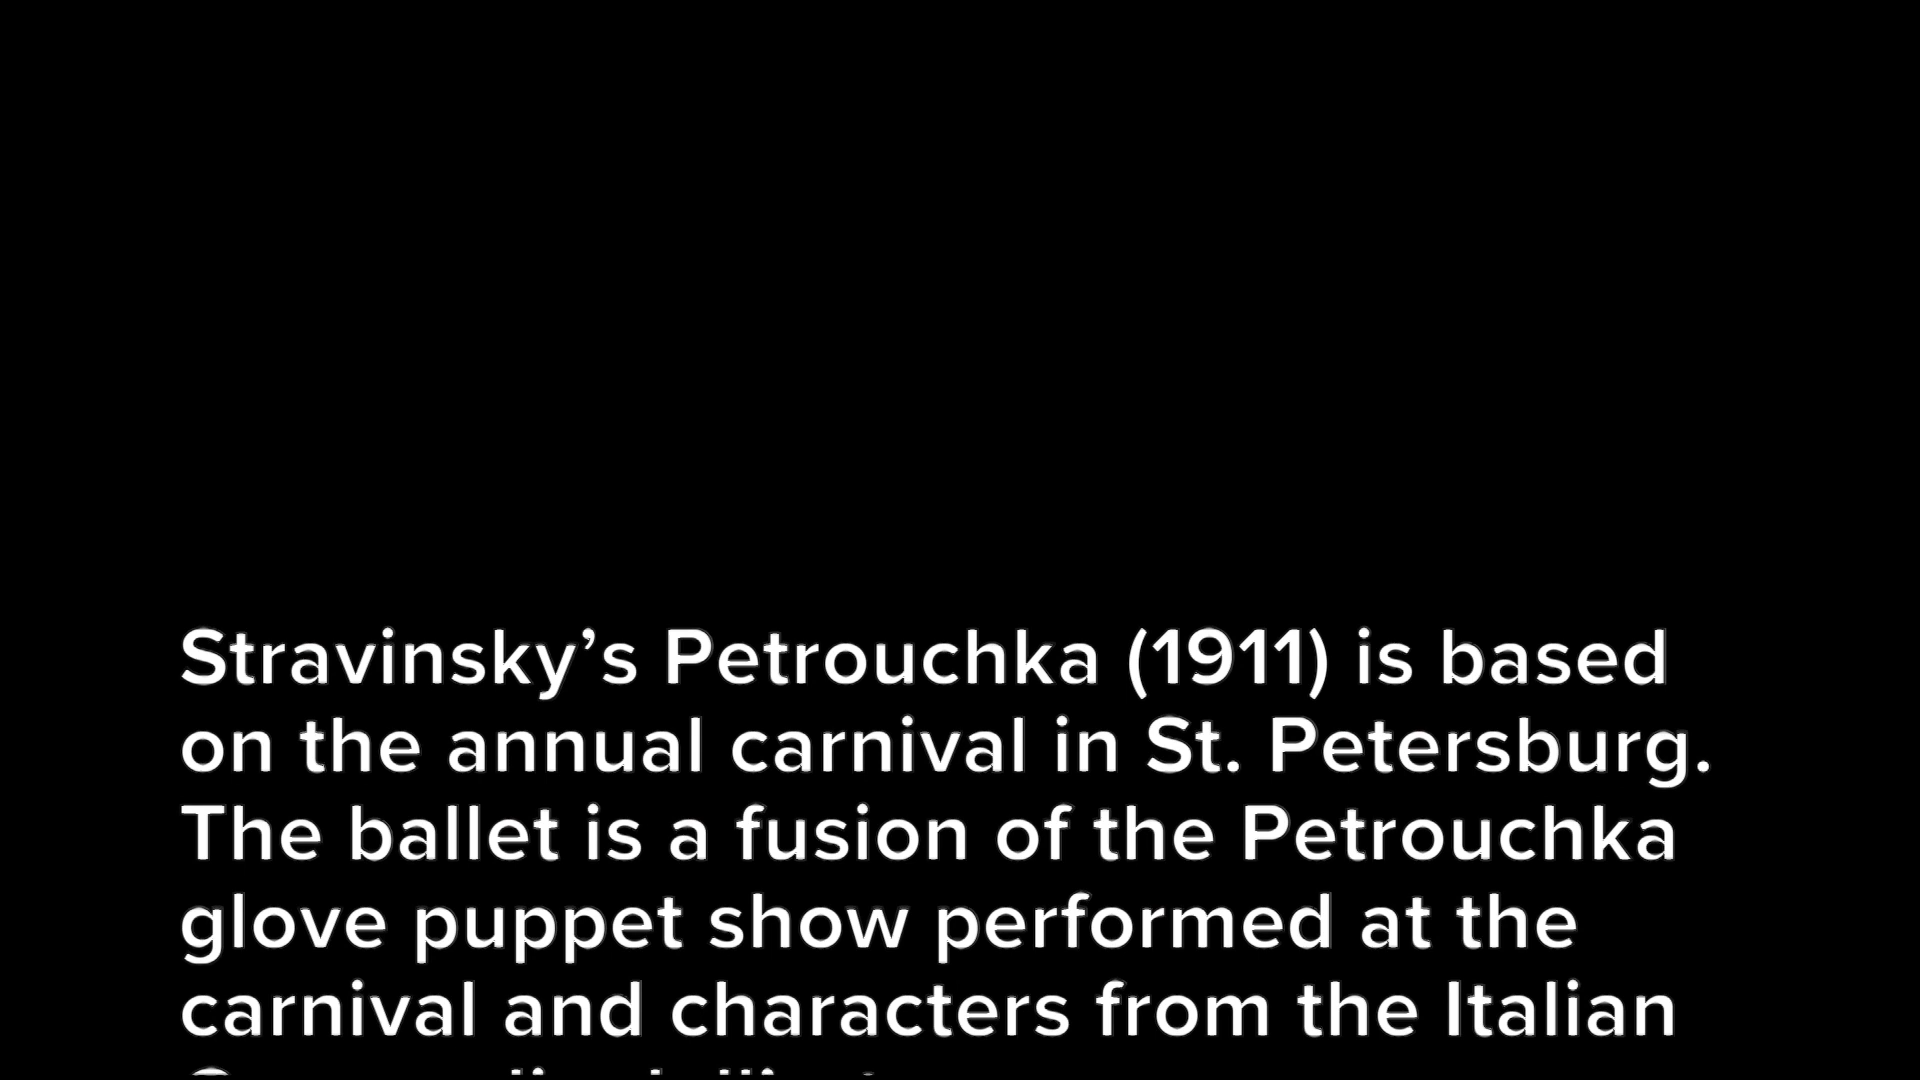 Stravinsky’s Petrouchka (1911) is based
on the annual carnival in St. Petersburg.
The ballet is a fusion of the Petrouchka
glove puppet show performed at the
carnival and characters from the Italian